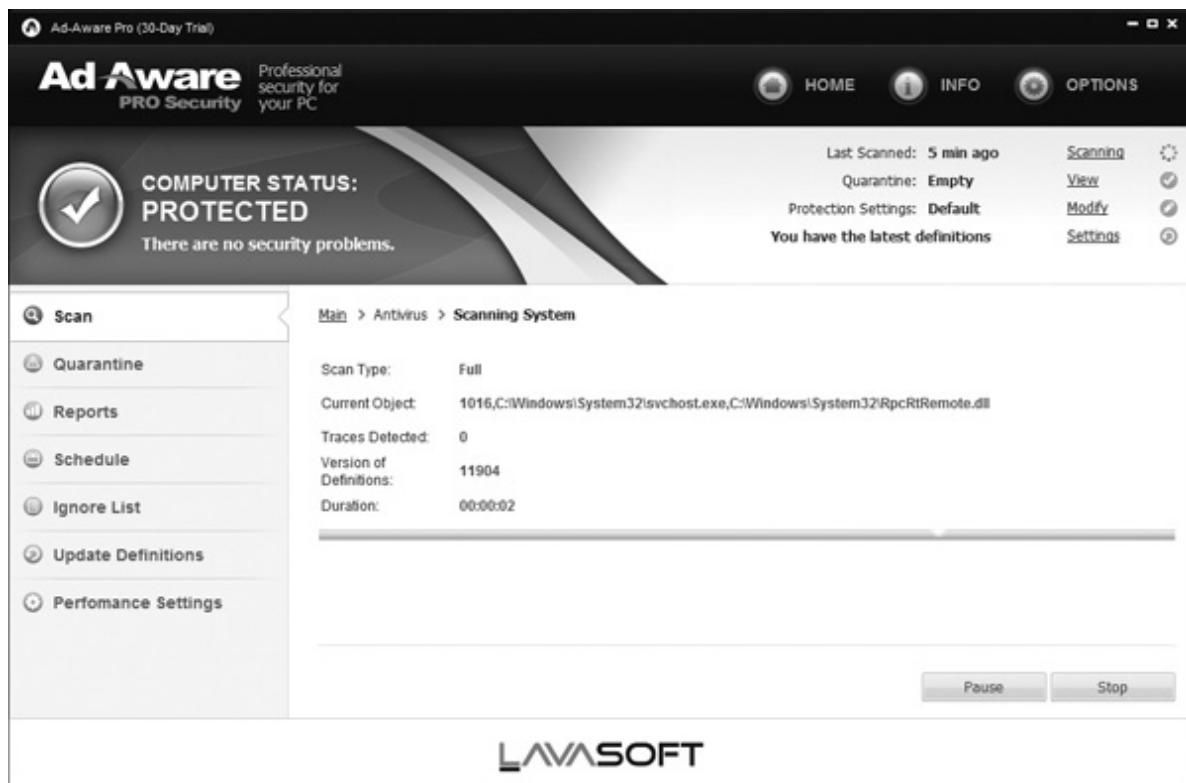 Ad-Aware Pro (30-Day Trial)
Ad-Aware
PRO Security
Professional
security for
your PC
HOME
INFO
OPTIONS
COMPUTER STATUS:
PROTECTED
There are no security problems.
Last Scanned: 5 min ago Scanning
Quarantine: Empty View
Protection Settings: Default Modify
You have the latest definitions Settings
Scan
Quarantine
Reports
Schedule
Ignore List
Update Definitions
Perfomance Settings
Main > Antivirus > Scanning System
Scan Type: Full
Current Object: 1016,C:\Windows\System32\svchost.exe,C:\Windows\System32\RpcRtRemote.dll
Traces Detected: 0
Version of
Definitions: 11904
Duration: 00:00:02
Pause
Stop
LAVASOFT